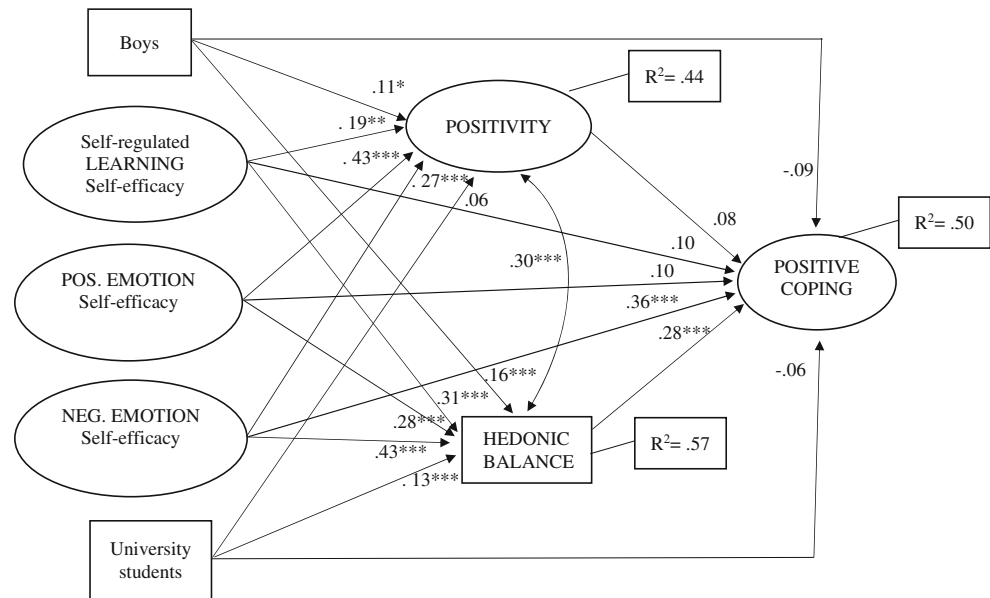 Boys
R²= .44
.11*
. 19**
POSITIVITY
Self-regulated
LEARNING
Self-efficacy
. 43***
. 27***
.06
-.09
.08
R²= .50
.10
.30***
POS. EMOTION
Self-efficacy
.10
POSITIVE
COPING
.36***
.28***
-.06
.16***
.31***
NEG. EMOTION
Self-efficacy
.28***
HEDONIC
BALANCE
R²= .57
.43***
. 13***
University
students